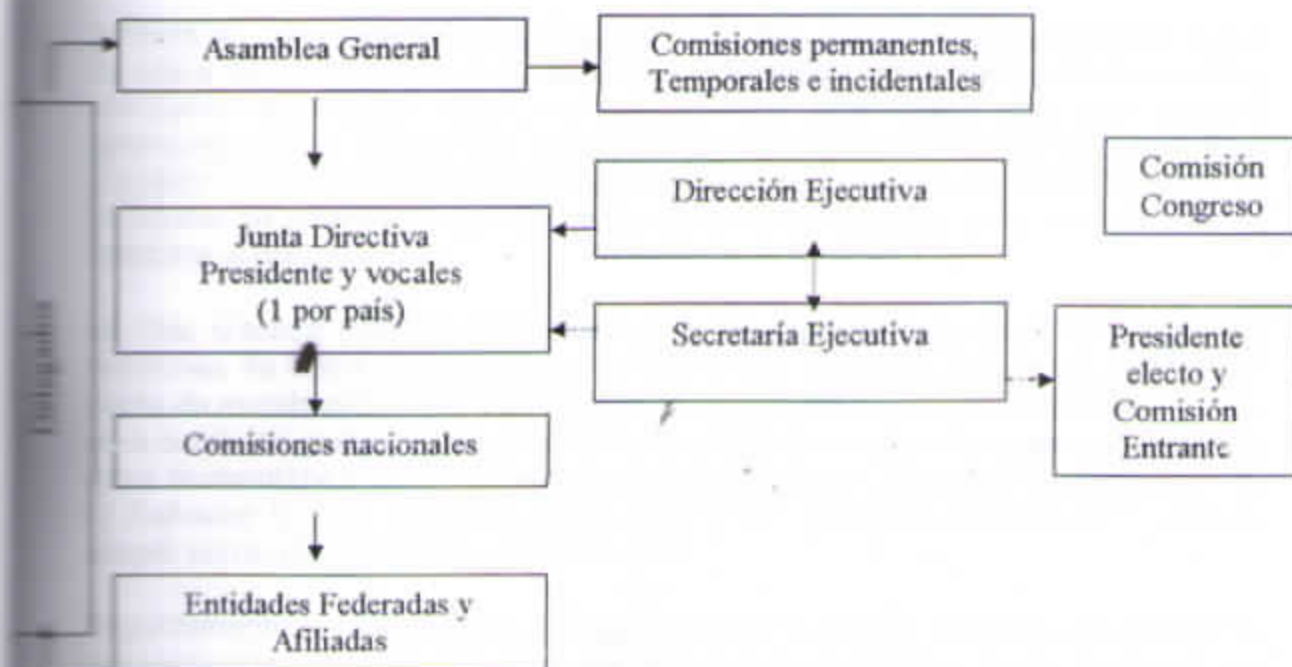 Asamblea General
Comisiones permanentes,
Temporales e incidentales
Dirección Ejecutiva
Comisión
Congreso
Junta Directiva
Presidente y vocales
(1 por país)
Secretaría Ejecutiva
Presidente
electo y
Comisión
Entrante
Comisiones nacionales
Entidades Federadas y
Afiliadas